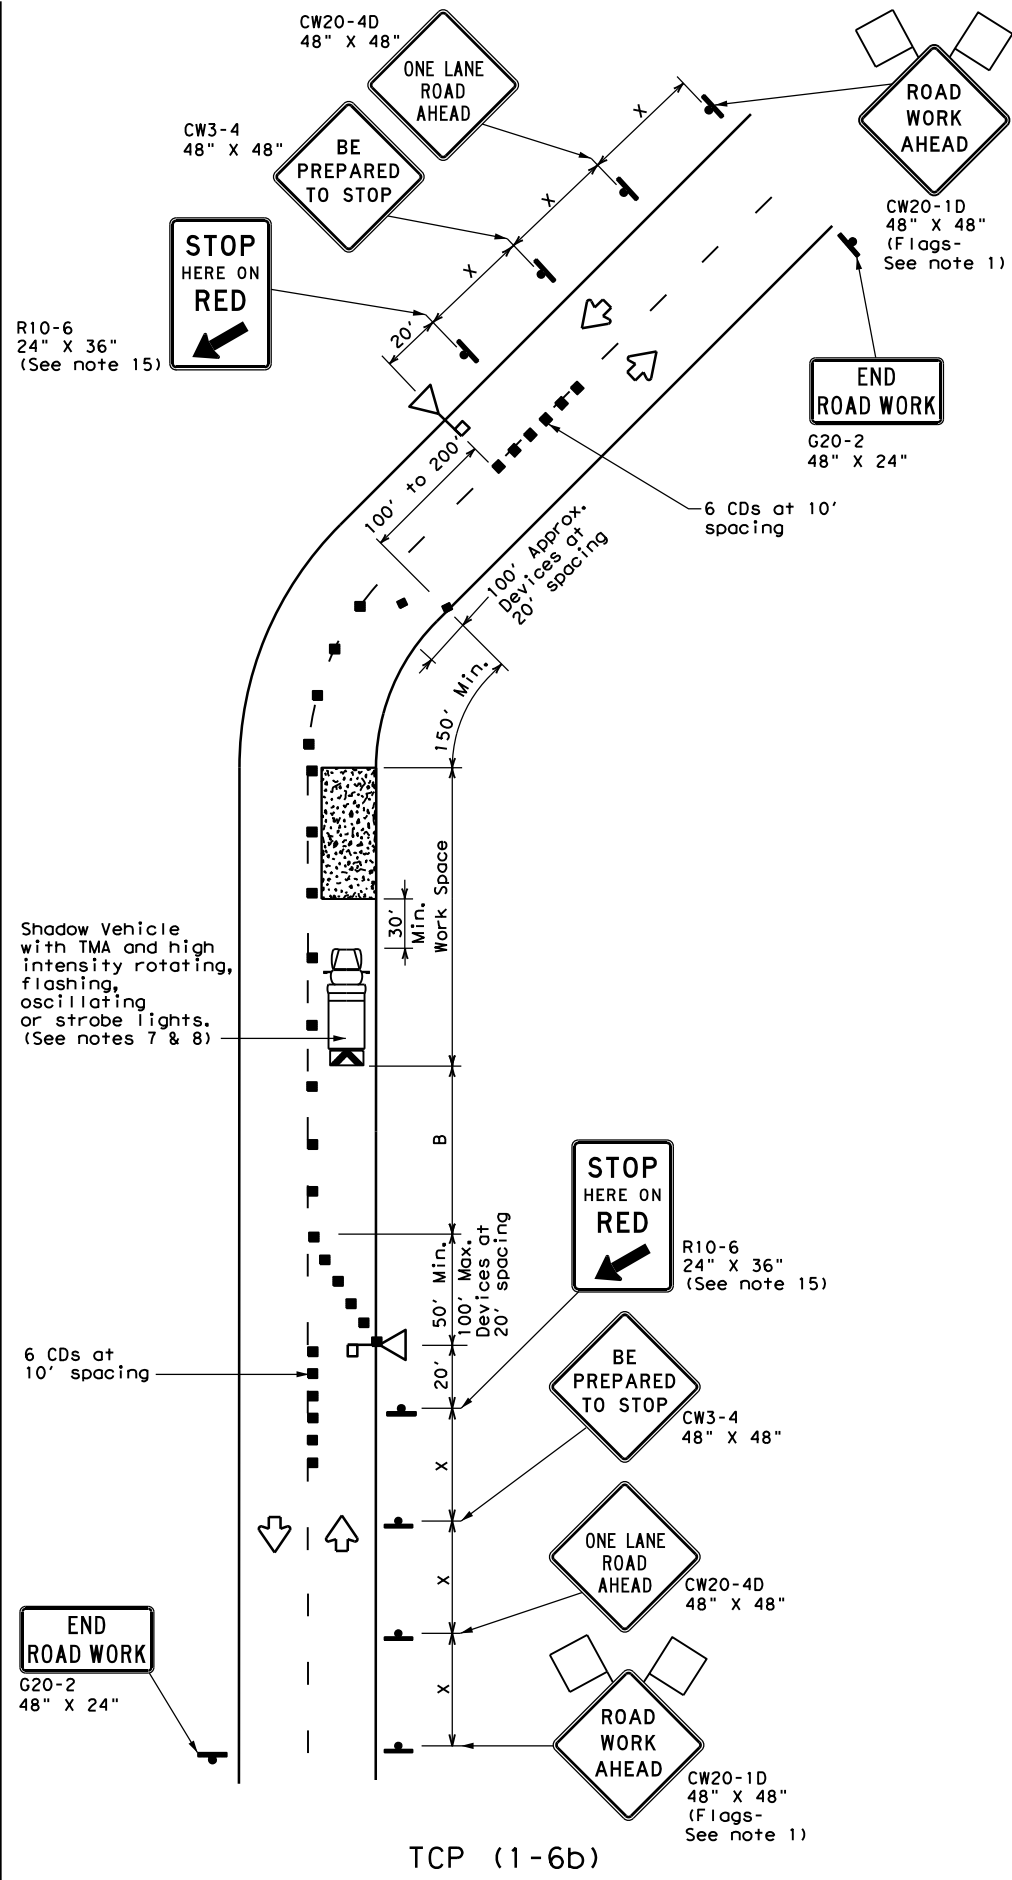 CW20-4D
48" X 48"
ONE LANE
ROAD
AHEAD
ROAD
WORK
AHEAD
CW20-1D
48" X 48"
(Flags-
See note 1)
CW3-4
48" X 48"
BE
PREPARED
TO STOP
STOP
HERE ON
RED
R10-6
24" X 36"
(See note 15)
X
X
X
20'
END
ROAD WORK
G20-2
48" X 24"
100' to 200'
6 CDs at 10'
spacing
100' Approx.
Devices at
20' spacing
150' Min.
Work Space
30'
Min.
Shadow Vehicle
with TMA and high
intensity rotating,
flashing,
oscillating
or strobe lights.
(See notes 7 & 8)
B
STOP
HERE ON
RED
R10-6
24" X 36"
(See note 15)
50' Min.
100' Max.
Devices at
20' spacing
6 CDs at
10' spacing
20'
BE
PREPARED
TO STOP
CW3-4
48" X 48"
X
ONE LANE
ROAD
AHEAD
CW20-4D
48" X 48"
X
END
ROAD WORK
G20-2
48" X 24"
X
ROAD
WORK
AHEAD
CW20-1D
48" X 48"
(Flags-
See note 1)
TCP (1-6b)